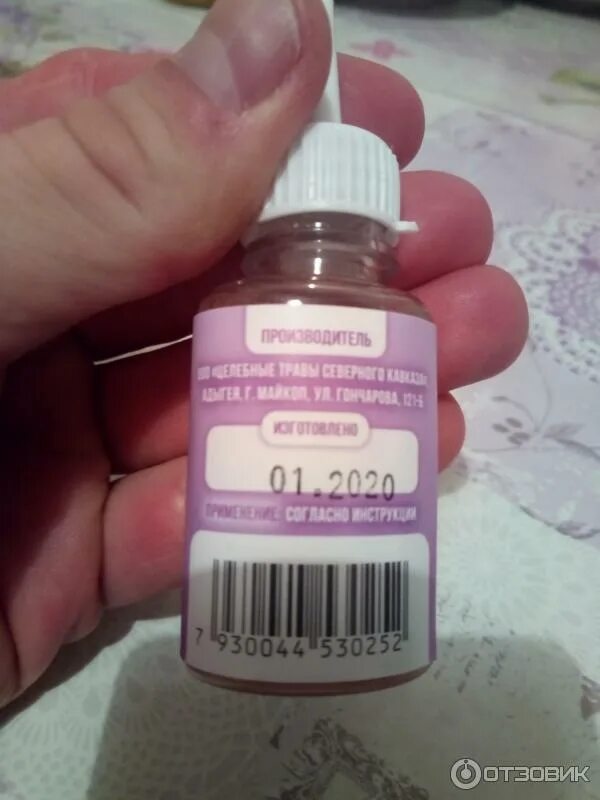 ПРОИЗВОДИТЕЛЬ
ООО «ЦЕЛЕБНЫЕ ТРАВЫ СЕВЕРНОГО КАВКАЗА»,
АДЫГЕЯ, Г. МАЙКОП, УЛ. ГОНЧАРОВА, 121-Б
ИЗГОТОВЛЕНО
01.2020
ПРИМЕНЕНИЕ: СОГЛАСНО ИНСТРУКЦИИ
7 930044 530252
ОТЗОВИК